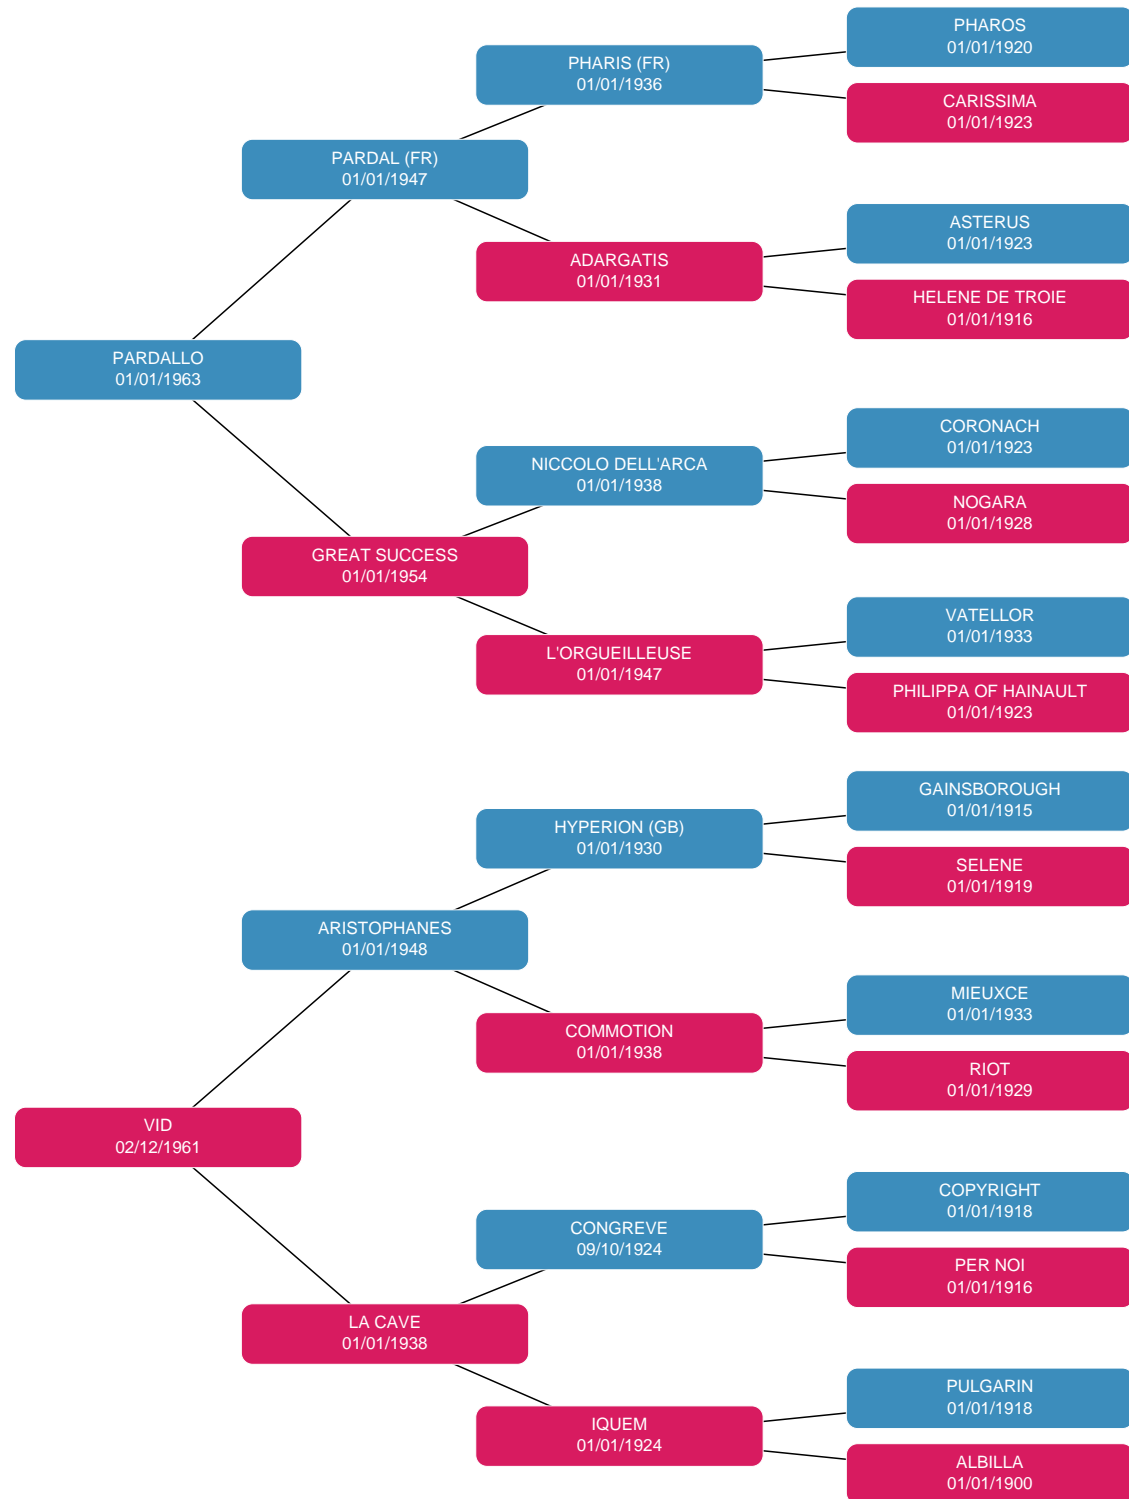 PHAROS
01/01/1920
PHARIS (FR)
01/01/1936
CARISSIMA
01/01/1923
PARDAL (FR)
01/01/1947
ASTERUS
01/01/1923
ADARGATIS
01/01/1931
HELENE DE TROIE
01/01/1916
PARDALLO
01/01/1963
CORONACH
01/01/1923
NICCOLO DELL'ARCA
01/01/1938
NOGARA
01/01/1928
GREAT SUCCESS
01/01/1954
VATELLOR
01/01/1933
L'ORGUEILLEUSE
01/01/1947
PHILIPPA OF HAINAULT
01/01/1923
GAINSBOROUGH
01/01/1915
HYPERION (GB)
01/01/1930
SELENE
01/01/1919
ARISTOPHANES
01/01/1948
MIEUXCE
01/01/1933
COMMOTION
01/01/1938
RIOT
01/01/1929
VID
02/12/1961
COPYRIGHT
01/01/1918
CONGREVE
09/10/1924
PER NOI
01/01/1916
LA CAVE
01/01/1938
PULGARIN
01/01/1918
IQUEM
01/01/1924
ALBILLA
01/01/1900